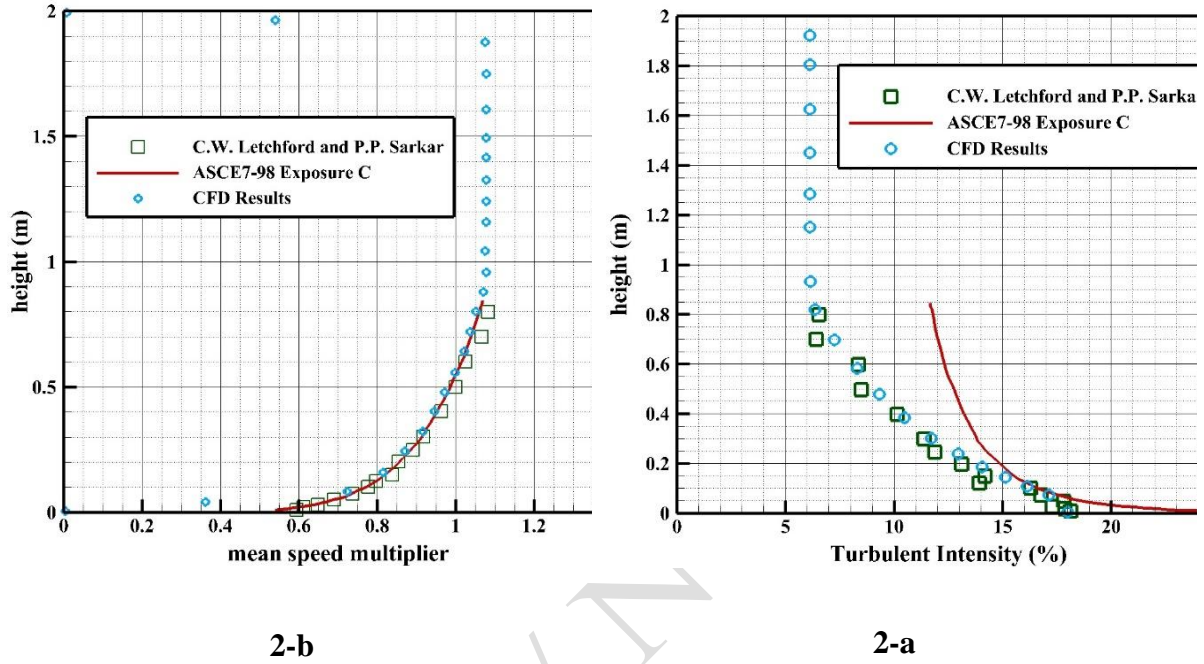 2
1.5
1
0.5
0
0
0.2
0.4
0.6
0.8
1
1.2
height (m)
mean speed multiplier
C.W. Letchford and P.P. Sarkar
ASCE7-98 Exposure C
CFD Results
2
1.8
1.6
1.4
1.2
1
0.8
0.6
0.4
0.2
0
0
5
10
15
20
height (m)
Turbulent Intensity (%)
C.W. Letchford and P.P. Sarka
ASCE7-98 Exposure C
CFD Results
2-b
2-a